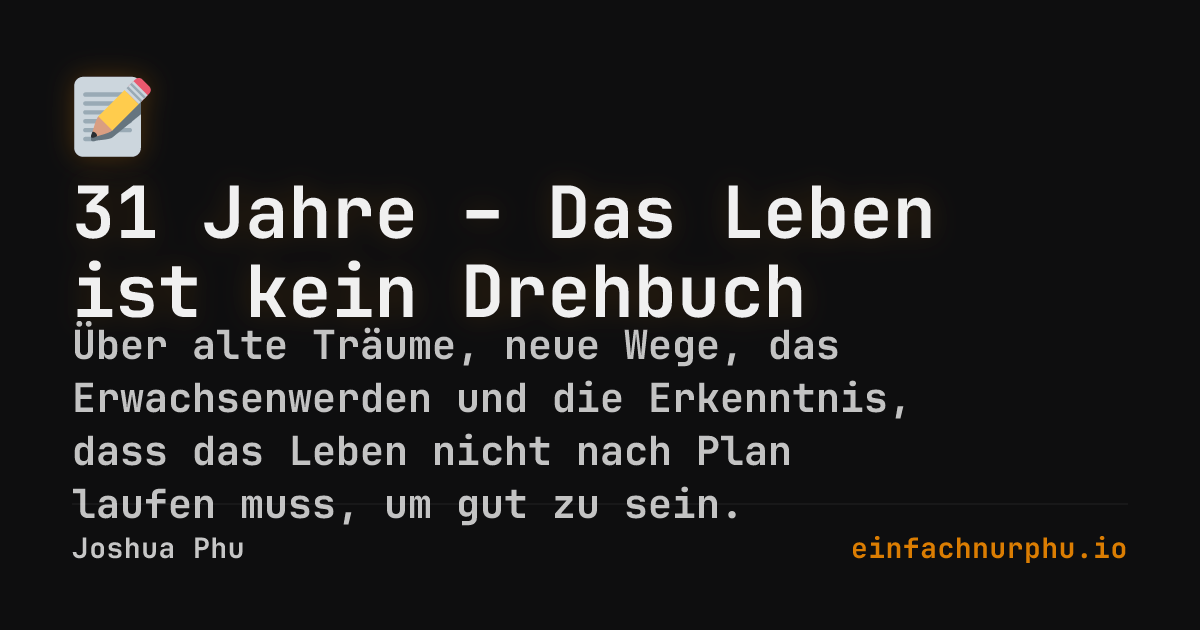 31 Jahre – Das Leben
ist kein Drehbuch
Über alte Träume, neue Wege, das
Erwachsenwerden und die Erkenntnis,
dass das Leben nicht nach Plan
laufen muss, um gut zu sein.
Joshua Phu
einfachnurphu.io